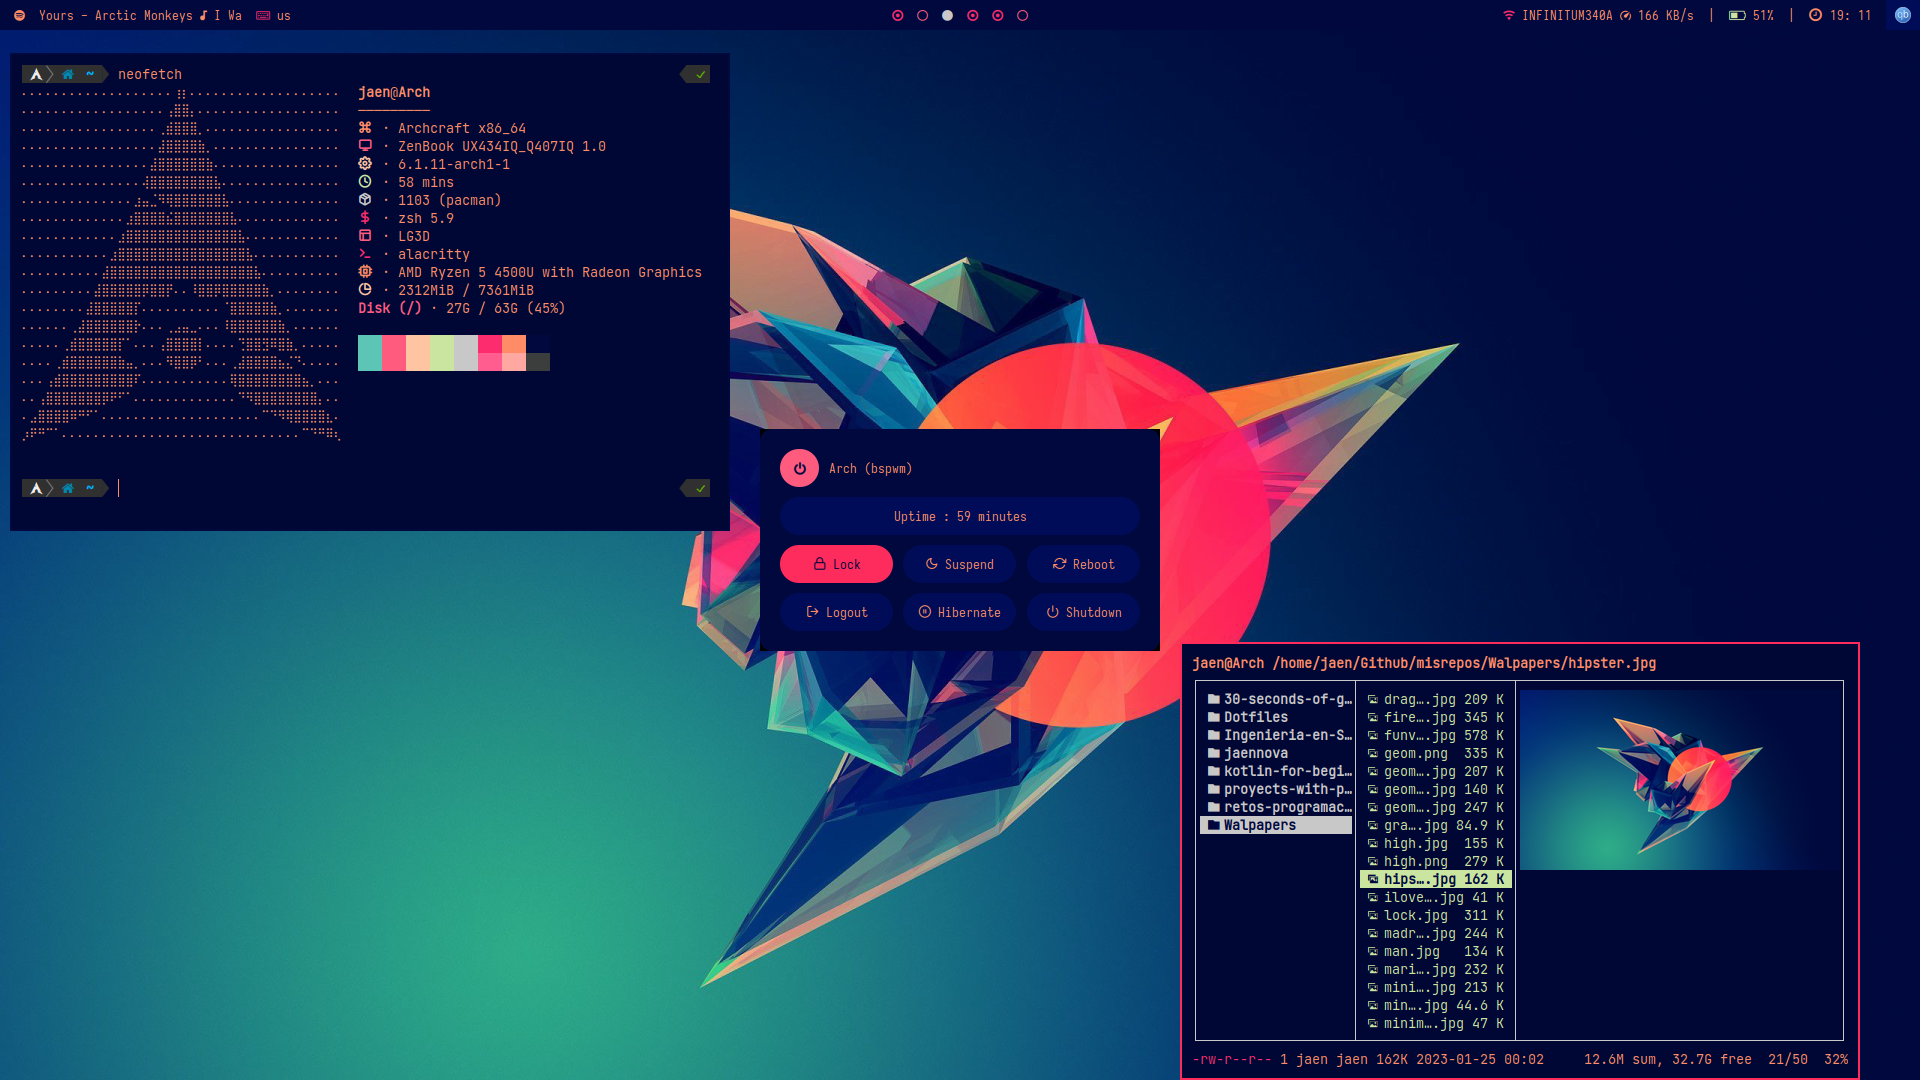 Yours - Arctic Monkeys I Wa us
INFINITUM340A 166 KB/s | 51% | 19: 11 qb
~ neofetch
jaen@Arch
· Archcraft x86_64
· ZenBook UX434IQ_Q407IQ 1.0
· 6.1.11-arch1-1
· 58 mins
· 1103 (pacman)
· zsh 5.9
· LG3D
· alacritty
· AMD Ryzen 5 4500U with Radeon Graphics
· 2312MiB / 7361MiB
Disk (/) · 27G / 63G (45%)
~
Arch (bspwm)
Uptime : 59 minutes
Lock Suspend Reboot
Logout Hibernate Shutdown
jaen@Arch /home/jaen/Github/misrepos/Walpapers/hipster.jpg
30-seconds-of-g…
Dotfiles
Ingenieria-en-S…
jaennova
kotlin-for-begi…
proyects-with-p…
retos-programac…
Walpapers
drag….jpg 209 K
fire….jpg 345 K
funv….jpg 578 K
geom.png 335 K
geom….jpg 207 K
geom….jpg 140 K
geom….jpg 247 K
gra….jpg 84.9 K
high.jpg 155 K
high.png 279 K
hips….jpg 162 K
ilove….jpg 41 K
lock.jpg 311 K
madr….jpg 244 K
man.jpg 134 K
mari….jpg 232 K
mini….jpg 213 K
min….jpg 44.6 K
minim….jpg 47 K
-rw-r--r-- 1 jaen jaen 162K 2023-01-25 00:02 12.6M sum, 32.7G free 21/50 32%